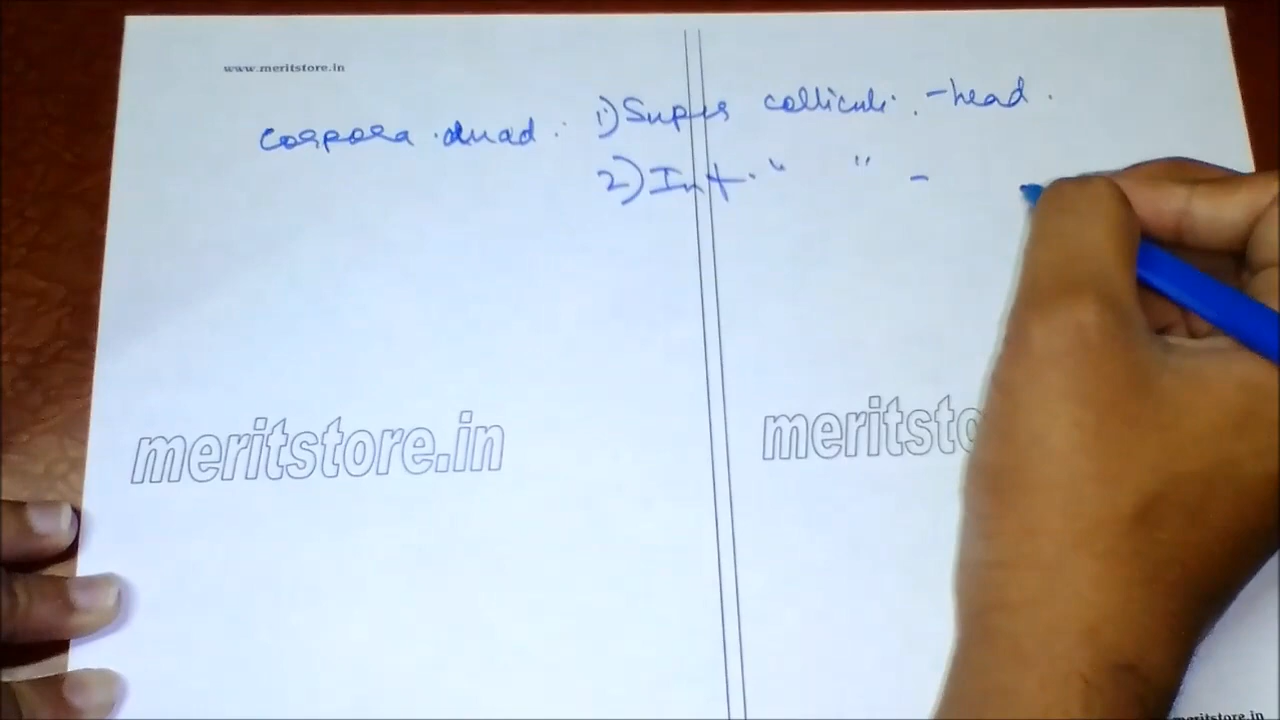 www.meritstore.in
corpora quad : 1) Super colliculi. - head.
2) Inf. " " -
meritstore.in meritsto
meritstore.in